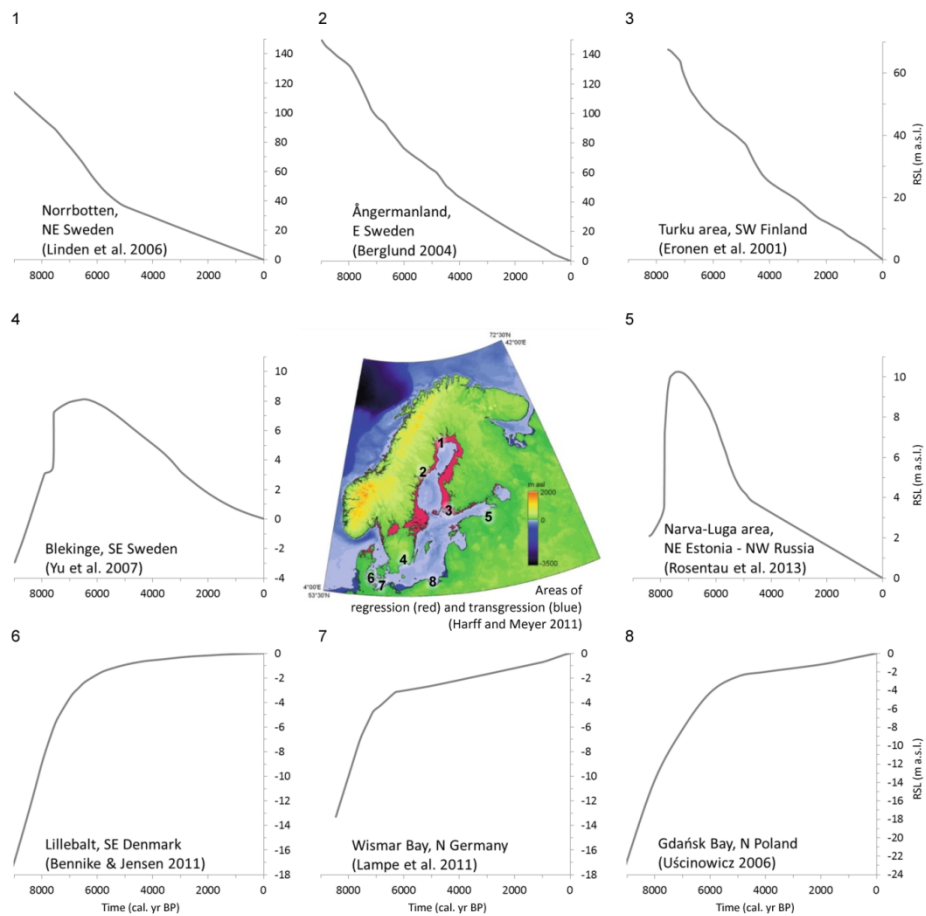 1
140
120
100
80
60
40
20
0
Norrbotten,
NE Sweden
(Linden et al. 2006)
8000 6000 4000 2000 0
2
140
120
100
80
60
40
20
0
Ångermanland,
E Sweden
(Berglund 2004)
8000 6000 4000 2000 0
3
60
40
20
0
RSL (m a.s.l.)
Turku area, SW Finland
(Eronen et al. 2001)
8000 6000 4000 2000 0
4
10
8
6
4
2
0
-2
-4
Blekinge, SE Sweden
(Yu et al. 2007)
8000 6000 4000 2000 0
72°30'N
42°00'E
1
2
3
4
5
6
7
8
m asl
2000
0
-3500
4°00'E
53°30'N
Areas of
regression (red) and transgression (blue)
(Harff and Meyer 2011)
5
10
8
6
4
2
0
RSL (m a.s.l.)
Narva-Luga area,
NE Estonia - NW Russia
(Rosentau et al. 2013)
8000 6000 4000 2000 0
6
0
-2
-4
-6
-8
-10
-12
-14
-16
-18
Lillebalt, SE Denmark
(Bennike & Jensen 2011)
8000 6000 4000 2000 0
Time (cal. yr BP)
7
0
-2
-4
-6
-8
-10
-12
-14
-16
-18
Wismar Bay, N Germany
(Lampe et al. 2011)
8000 6000 4000 2000 0
Time (cal. yr BP)
8
0
-2
-4
-6
-8
-10
-12
-14
-16
-18
-20
-22
-24
RSL (m a.s.l.)
Gdańsk Bay, N Poland
(Uścinowicz 2006)
8000 6000 4000 2000 0
Time (cal. yr BP)